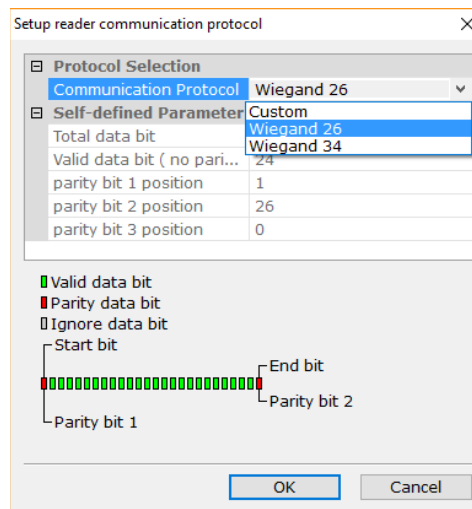 Setup reader communication protocol
Protocol Selection
Communication Protocol Wiegand 26
Self-defined Parameter
Custom
Wiegand 26
Wiegand 34
Total data bit
Valid data bit ( no pari... 24
parity bit 1 position 1
parity bit 2 position 26
parity bit 3 position 0
Valid data bit
Parity data bit
Ignore data bit
Start bit
End bit
Parity bit 2
Parity bit 1
OK Cancel